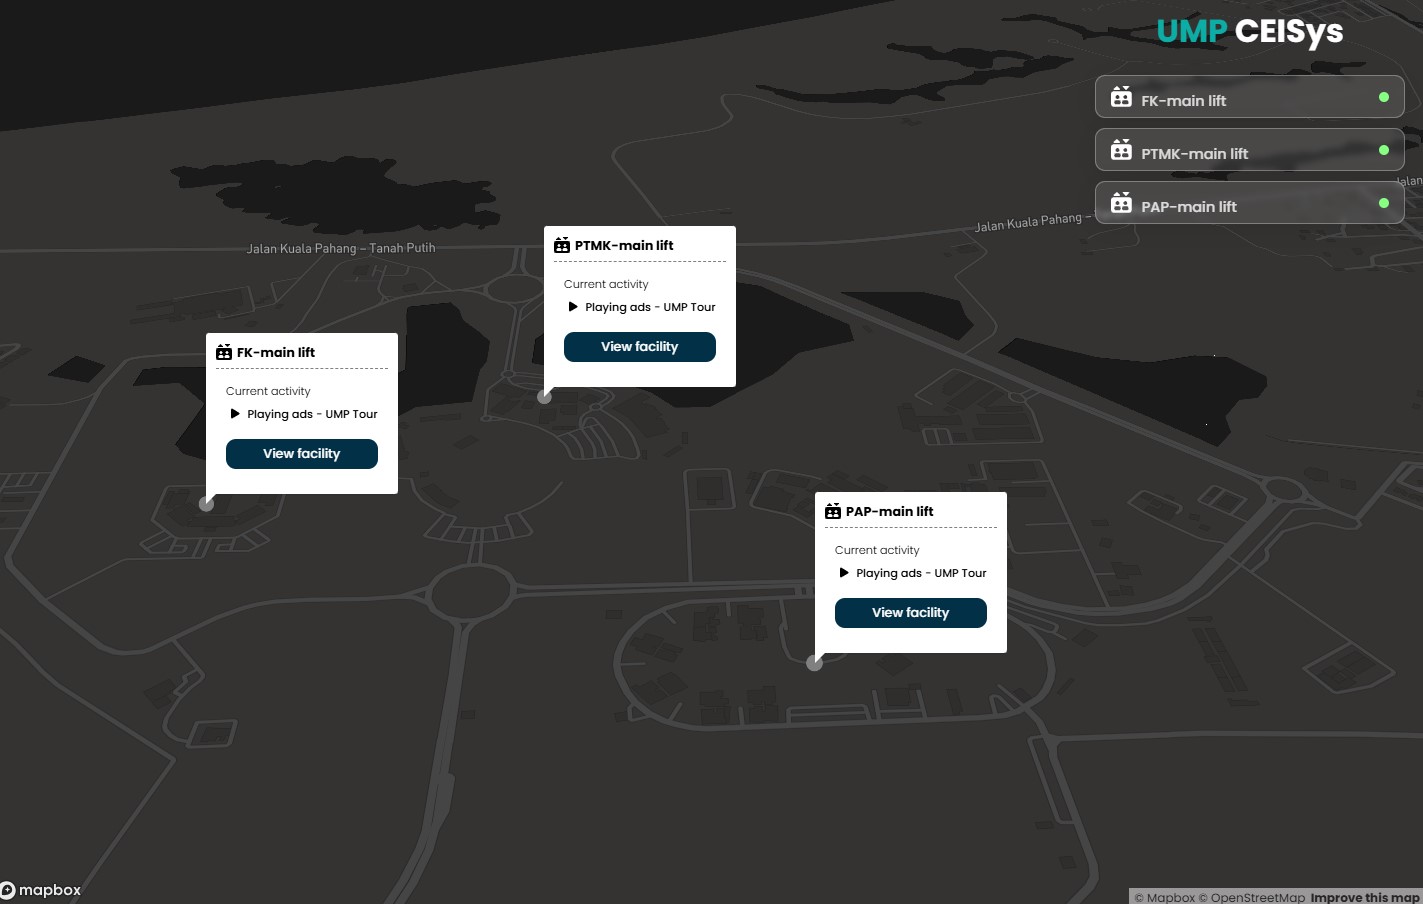 UMP CEISys
FK-main lift
PTMK-main lift
PAP-main lift
Jalan
Jalan Kuala Pahang –
Jalan Kuala Pahang – Tanah Putih
PTMK-main lift
Current activity
Playing ads - UMP Tour
View facility
FK-main lift
Current activity
Playing ads - UMP Tour
View facility
PAP-main lift
Current activity
Playing ads - UMP Tour
View facility
mapbox
© Mapbox © OpenStreetMap Improve this map